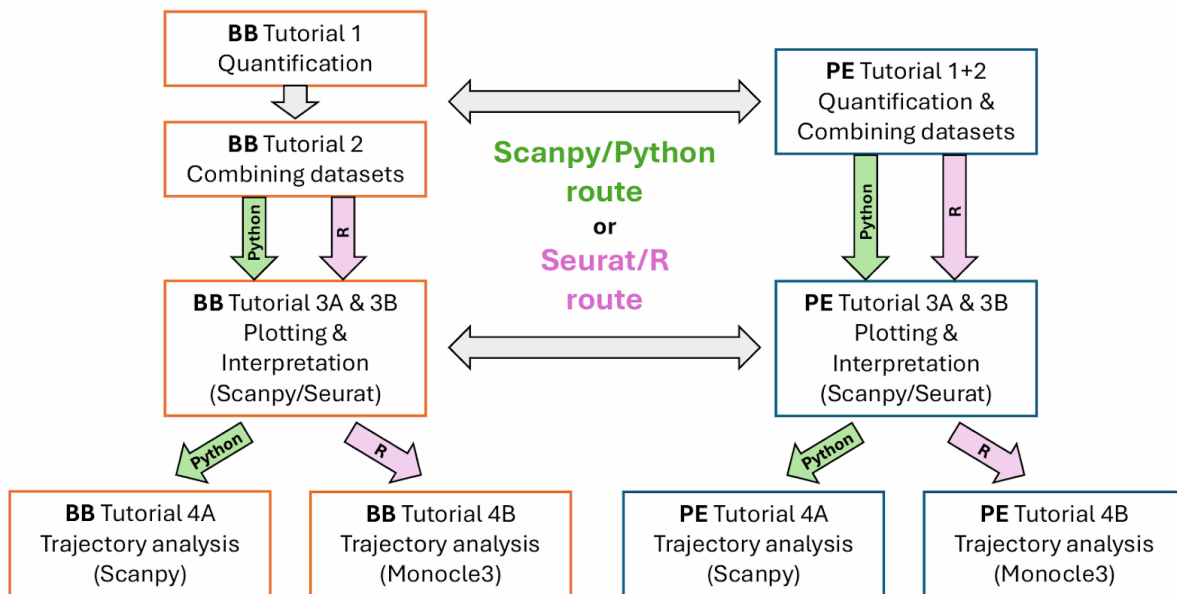 BB Tutorial 1
Quantification
BB Tutorial 2
Combining datasets
Python
R
BB Tutorial 3A & 3B
Plotting &
Interpretation
(Scanpy/Seurat)
Python
R
BB Tutorial 4A
Trajectory analysis
(Scanpy)
BB Tutorial 4B
Trajectory analysis
(Monocle3)
Scanpy/Python
route
or
Seurat/R
route
PE Tutorial 1+2
Quantification &
Combining datasets
Python
R
PE Tutorial 3A & 3B
Plotting &
Interpretation
(Scanpy/Seurat)
Python
R
PE Tutorial 4A
Trajectory analysis
(Scanpy)
PE Tutorial 4B
Trajectory analysis
(Monocle3)